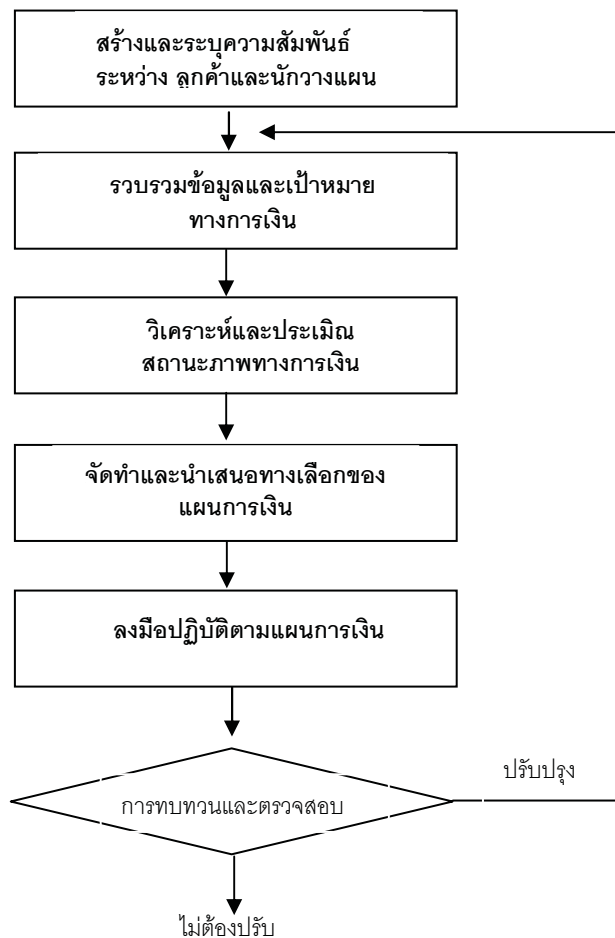 สร้างและระบุความสัมพันธ์
ระหว่าง ลูกค้าและนักวางแผน
รวบรวมข้อมูลและเป้าหมาย
ทางการเงิน
วิเคราะห์และประเมิณ
สถานะภาพทางการเงิน
จัดทำและนำเสนอทางเลือกของ
แผนการเงิน
ลงมือปฏิบัติตามแผนการเงิน
ปรับปรุง
การทบทวนและตรวจสอบ
ไม่ต้องปรับ